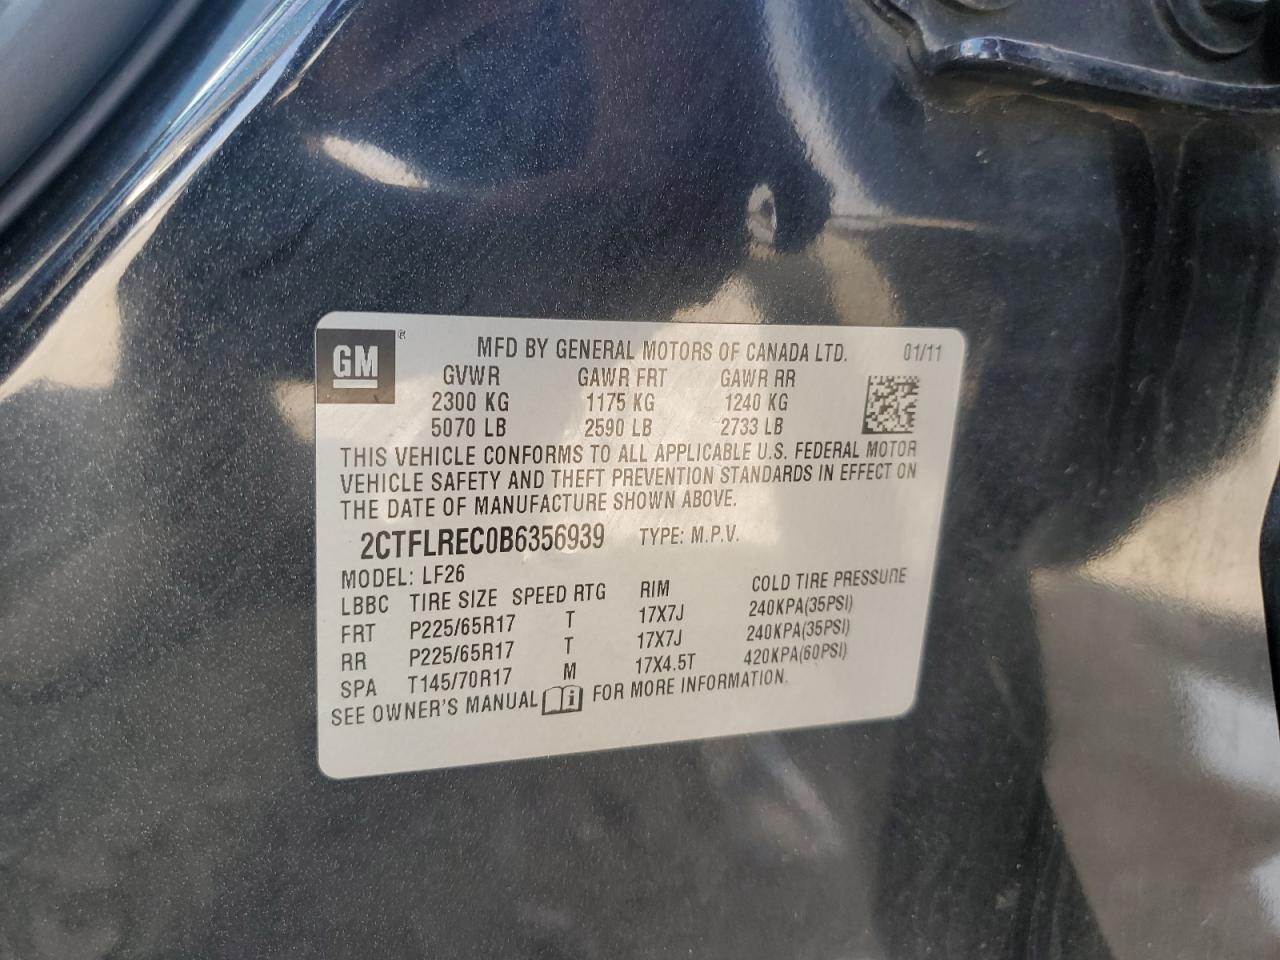 GM ® MFD BY GENERAL MOTORS OF CANADA LTD. 01/11
GVWR GAWR FRT GAWR RR
2300 KG 1175 KG 1240 KG
5070 LB 2590 LB 2733 LB
THIS VEHICLE CONFORMS TO ALL APPLICABLE U.S. FEDERAL MOTOR
VEHICLE SAFETY AND THEFT PREVENTION STANDARDS IN EFFECT ON
THE DATE OF MANUFACTURE SHOWN ABOVE.
2CTFLREC0B6356939 TYPE: M.P.V.
MODEL: LF26
LBBC TIRE SIZE SPEED RTG RIM COLD TIRE PRESSURE
FRT P225/65R17 T 17X7J 240KPA(35PSI)
RR P225/65R17 T 17X7J 240KPA(35PSI)
SPA T145/70R17 M 17X4.5T 420KPA(60PSI)
SEE OWNER'S MANUAL i FOR MORE INFORMATION.